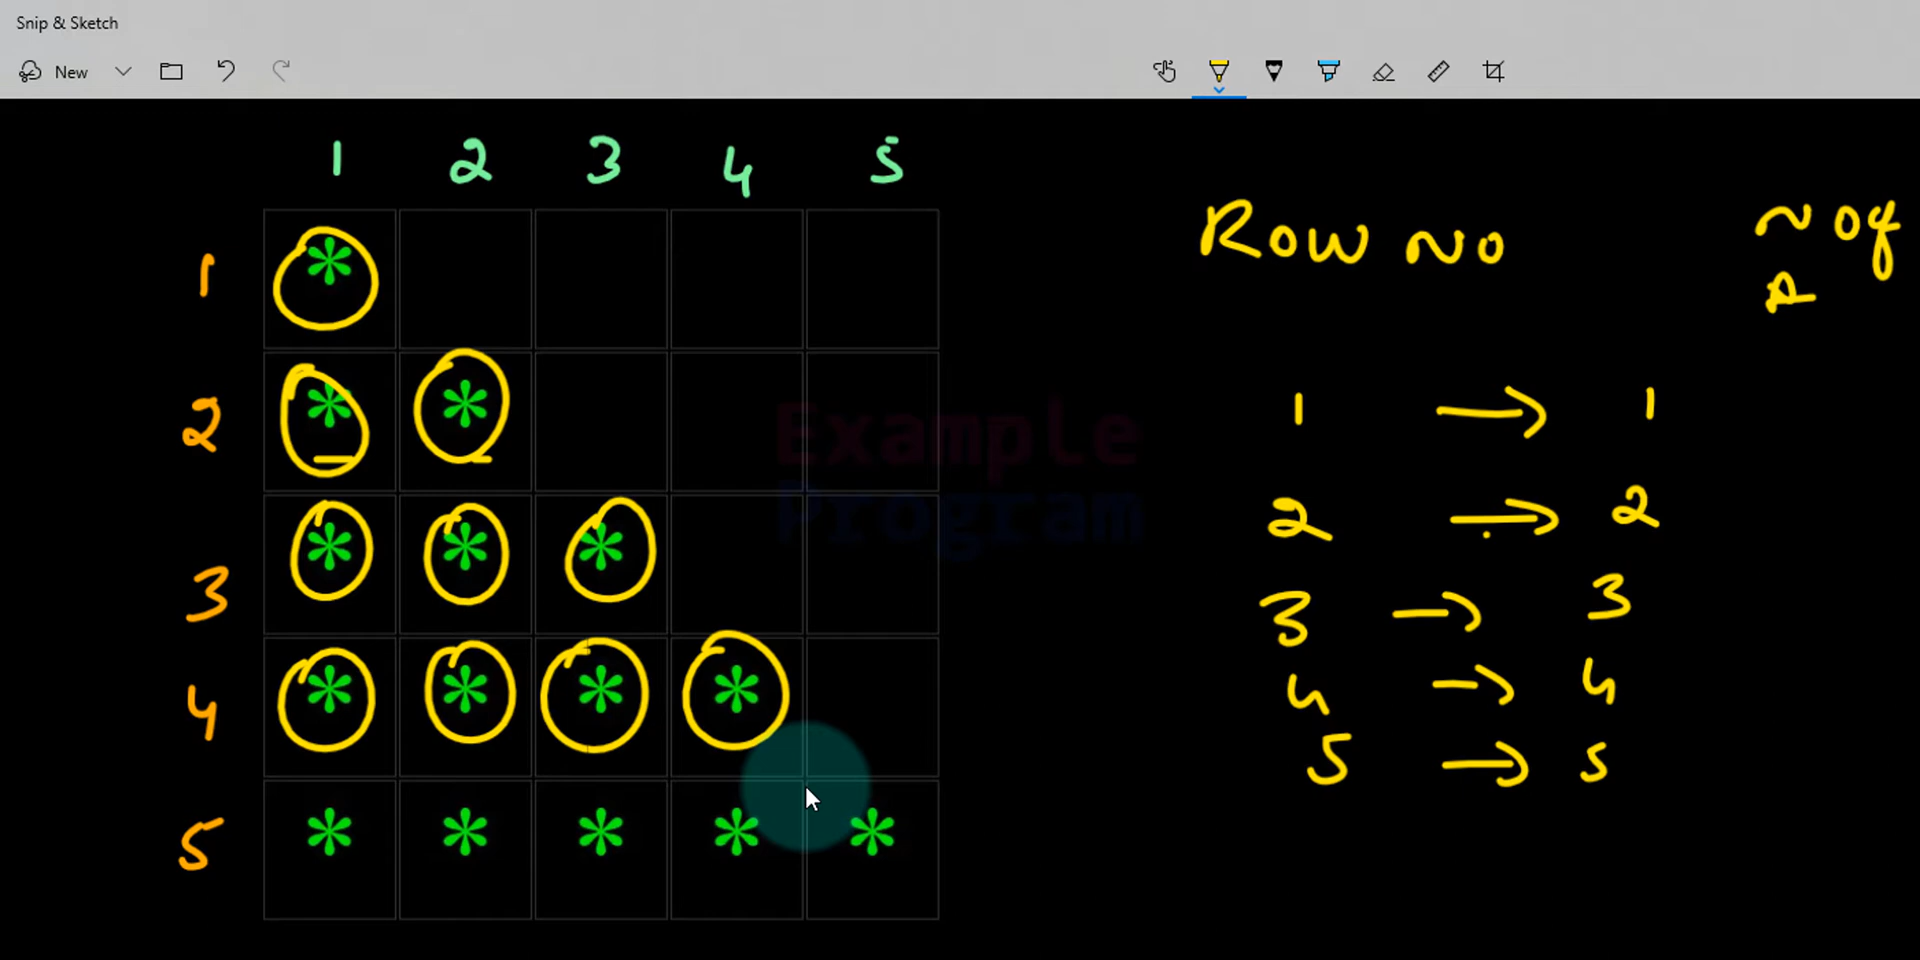 Snip & Sketch
New
1 2 3 4 5
Row No
N of
1 *
2 * *
Example
Program
3 * * *
4 * * * *
5 * * * * *
1 → 1
2 → 2
3 → 3
4 → 4
5 → 5